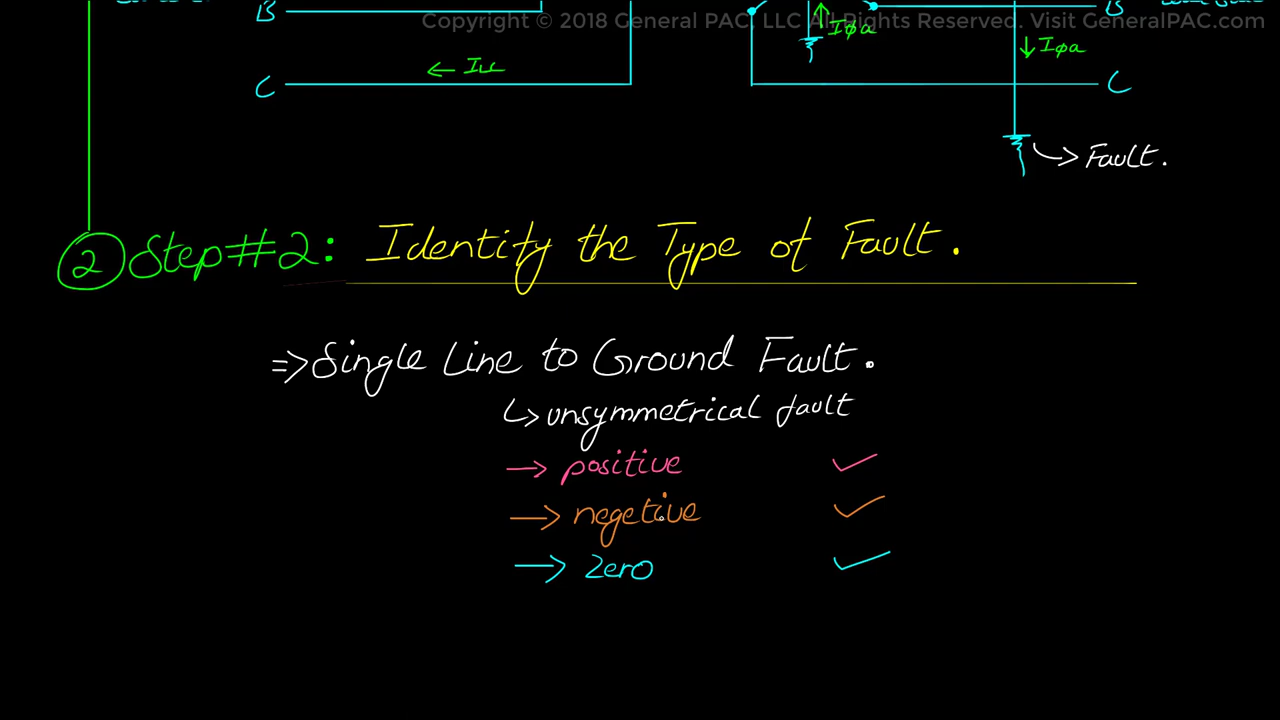 B
Copyright © 2018 General PAC, LLC All Rights Reserved. Visit GeneralPAC.com
B
Iφa
↓ Iφa
← ILC
C
C
↳ Fault.
② Step#2: Identify the Type of Fault.
⇒ Single Line to Ground Fault.
↳ unsymmetrical fault
→ positive ✓
→ negetive ✓
→ Zero ✓